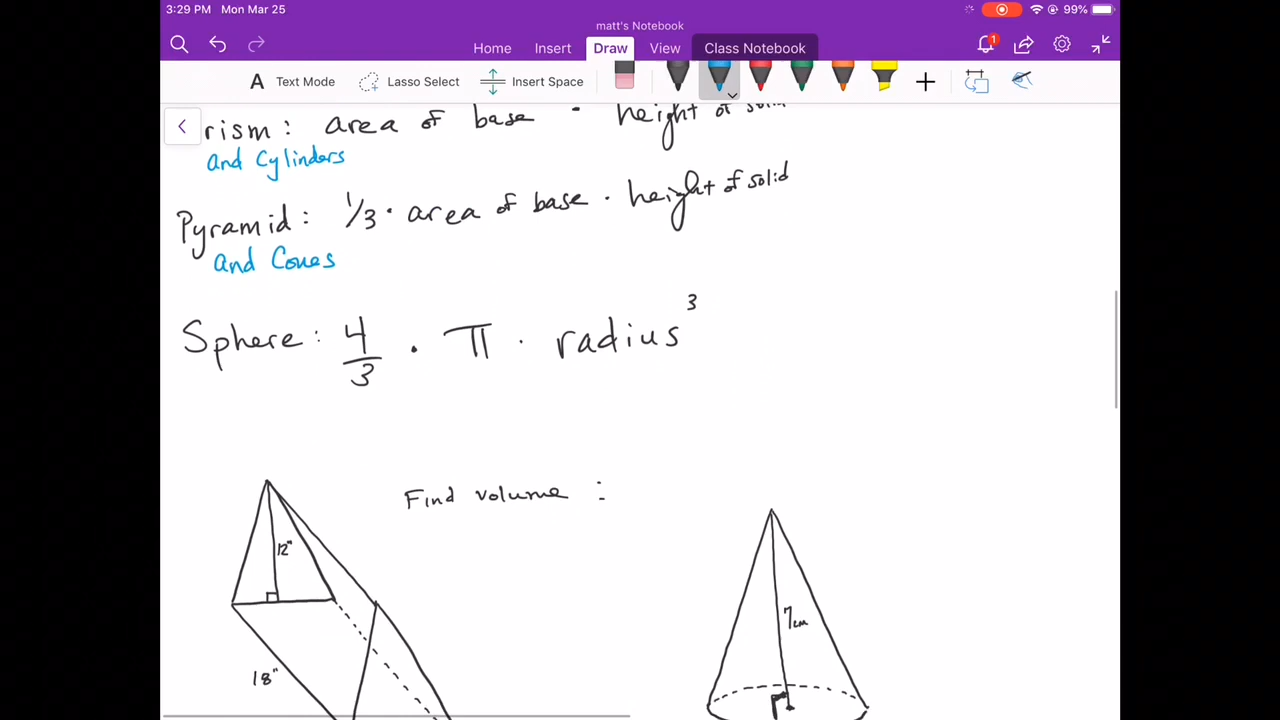 3:29 PM Mon Mar 25
99%
matt's Notebook
Home Insert Draw View Class Notebook
1
A Text Mode Lasso Select Insert Space
rism: area of base · height of solid
and Cylinders
Pyramid: 1/3 · area of base · height of solid
and Cones
Sphere: 4/3 · π · radius³
Find volume :
12"
7cm
18"